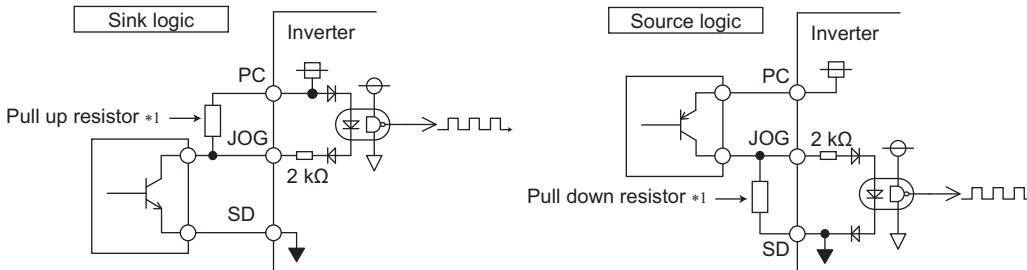 Sink logic
Inverter
PC
Pull up resistor *1
JOG
2 kΩ
SD
Source logic
Inverter
PC
JOG
2 kΩ
Pull down resistor *1
SD